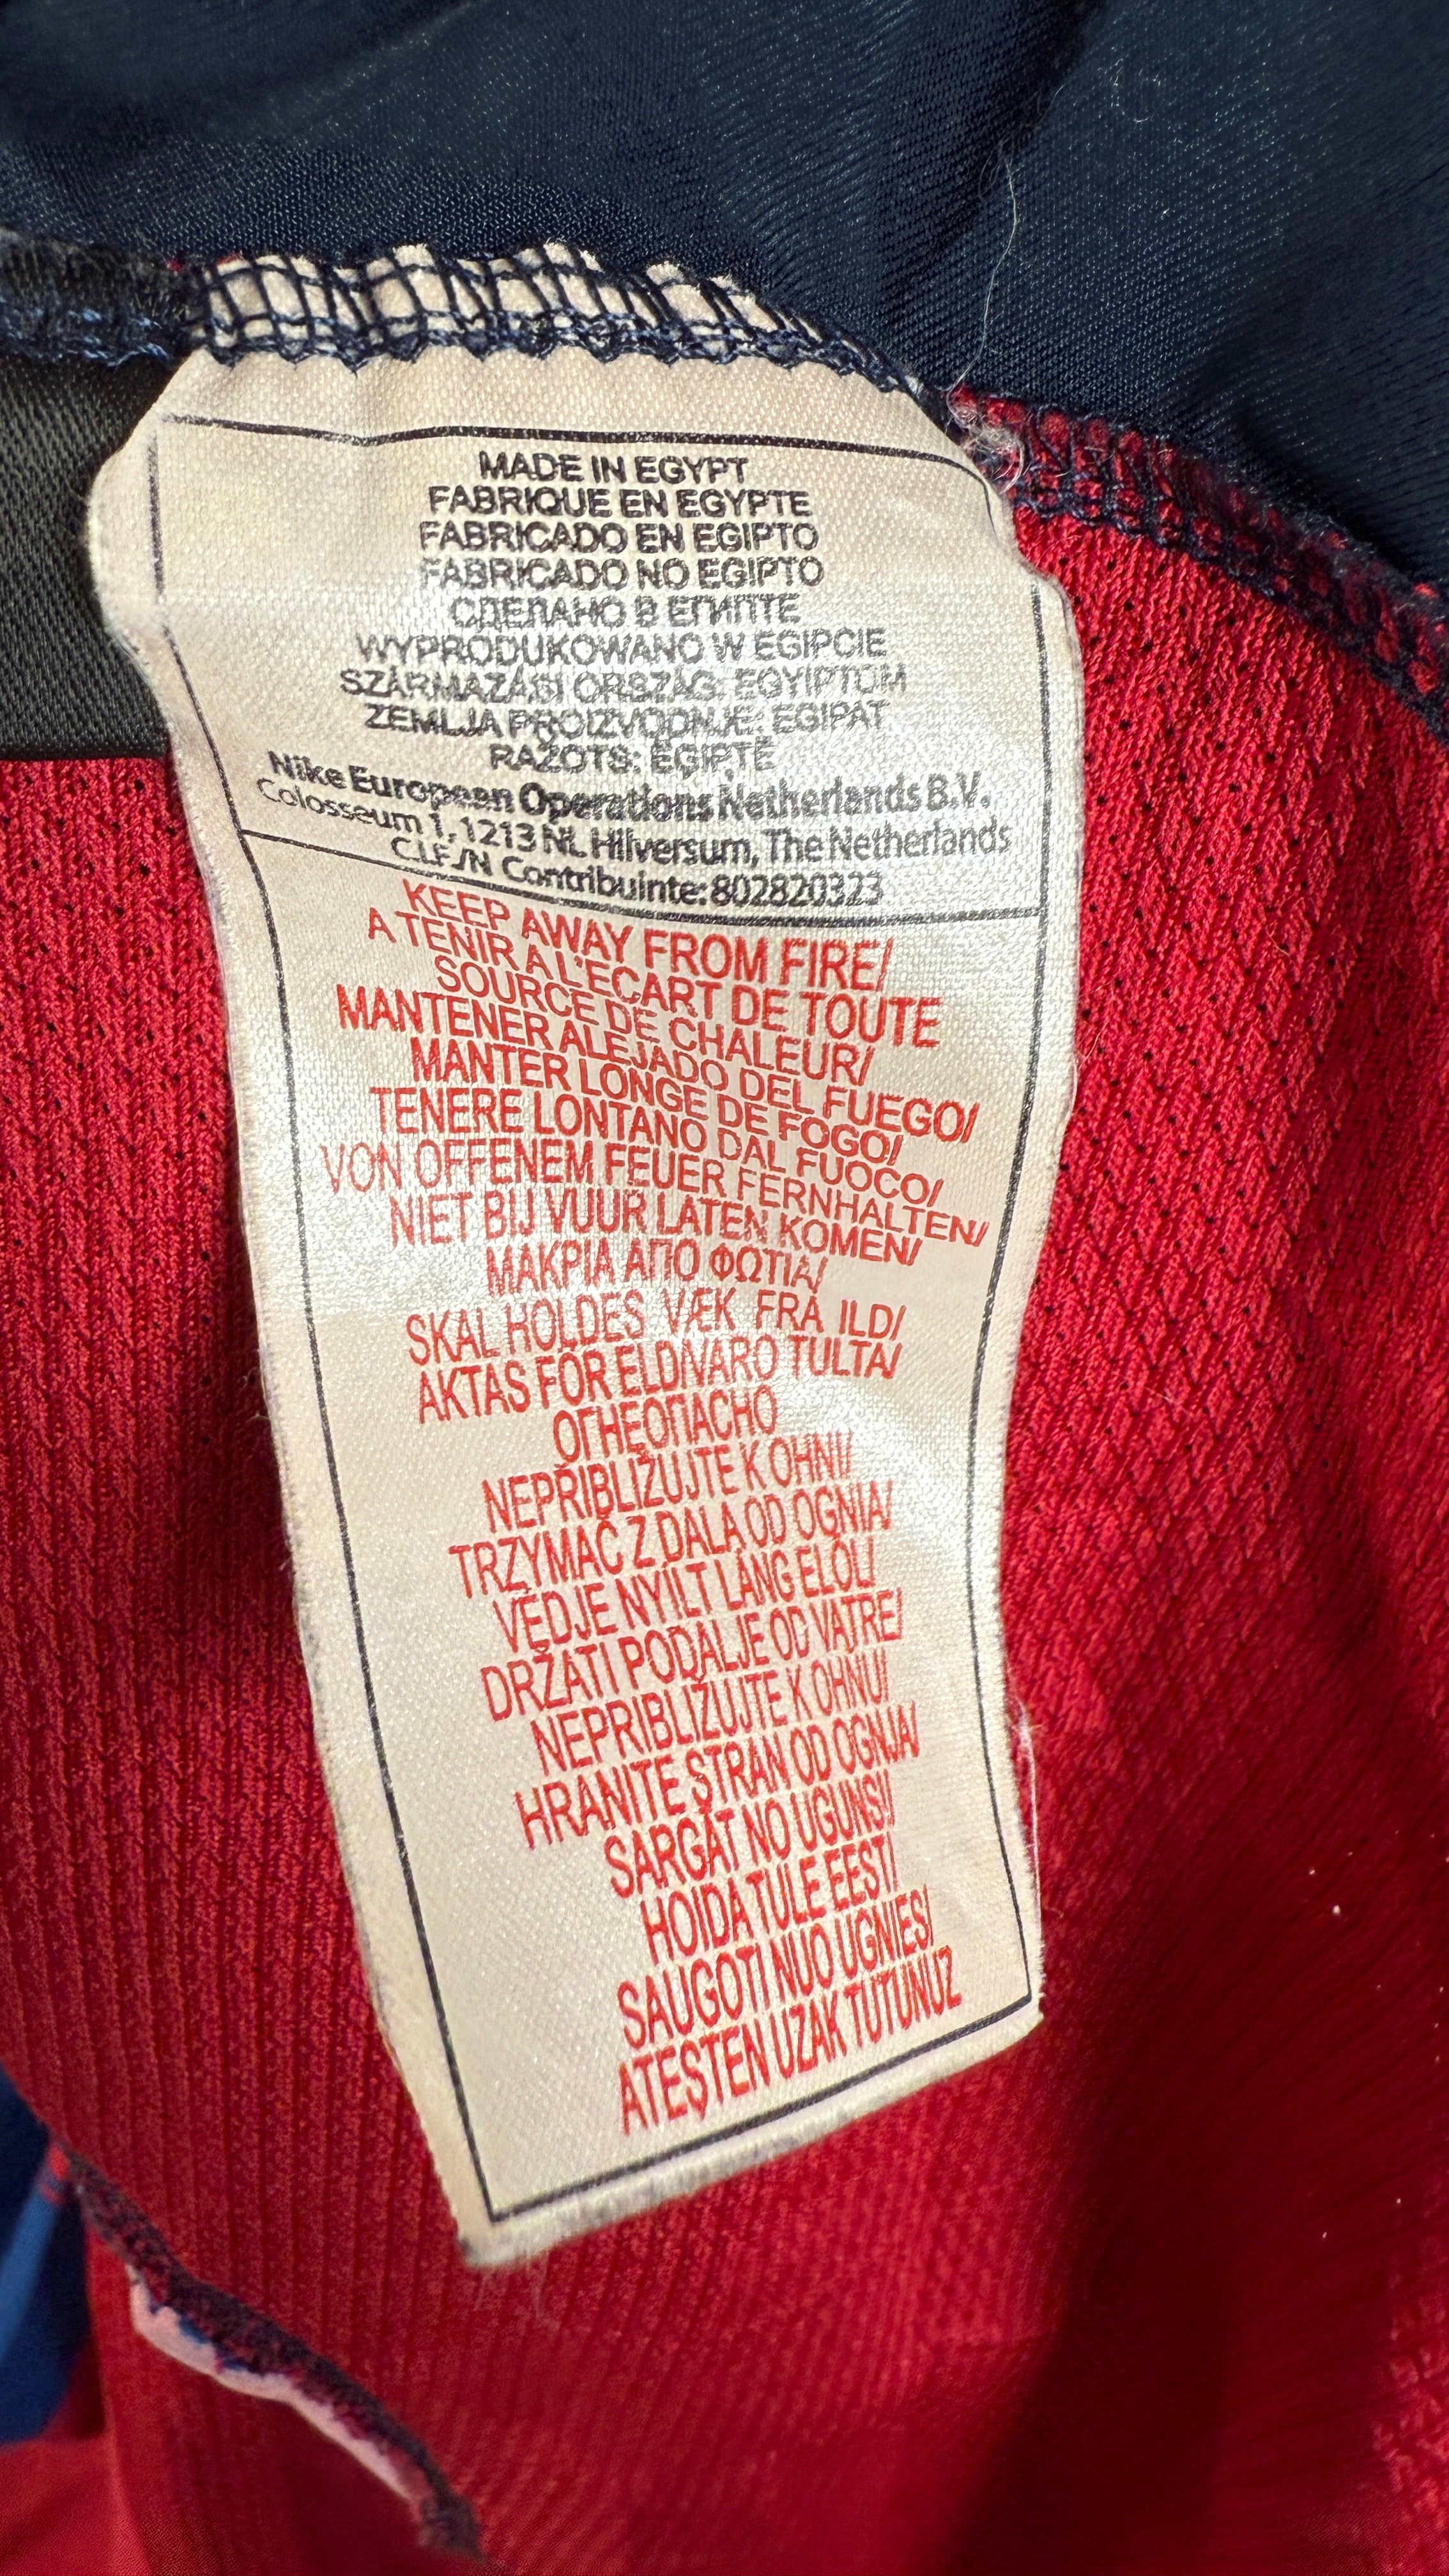 MADE IN EGYPT
FABRIQUE EN EGYPTE
FABRICADO EN EGIPTO
FABRICADO NO EGIPTO
СДЕЛАНО В ЕГИПТЕ
WYPRODUKOWANO W EGIPCIE
SZÁRMAZÁSI ORSZÁG: EGYIPTOM
ZEMLJA PROIZVODNJE: EGIPAT
RAŽOTS: ĒĢIPTĒ
Nike European Operations Netherlands B.V.
Colosseum 1, 1213 NL Hilversum, The Netherlands
C.I.F./N Contribuinte: 802820323
KEEP AWAY FROM FIRE/
A TENIR A L'ECART DE TOUTE
SOURCE DE CHALEUR/
MANTENER ALEJADO DEL FUEGO/
MANTER LONGE DE FOGO/
TENERE LONTANO DAL FUOCO/
VON OFFENEM FEUER FERNHALTEN/
NIET BIJ VUUR LATEN KOMEN/
ΜΑΚΡΙΑ ΑΠΟ ΦΩΤΙΑ/
SKAL HOLDES VÆK FRA ILD/
AKTAS FÖR ELD/VARO TULTA/
ОГНЕОПАСНО
NEPŘIBLIŽUJTE K OHNI/
TRZYMAČ Z DALA OD OGNIA/
VÉDJE NYÍLT LÁNG ELŐL/
DRŽATI PODALJE OD VATRE/
NEPRIBLIŽUJTE K OHNU/
HRANITE STRAN OD OGNJA/
SARGĀT NO UGUNS/
HOIDA TULE EEST/
SAUGOTI NUO UGNIES/
ATEŞTEN UZAK TUTUNUZ